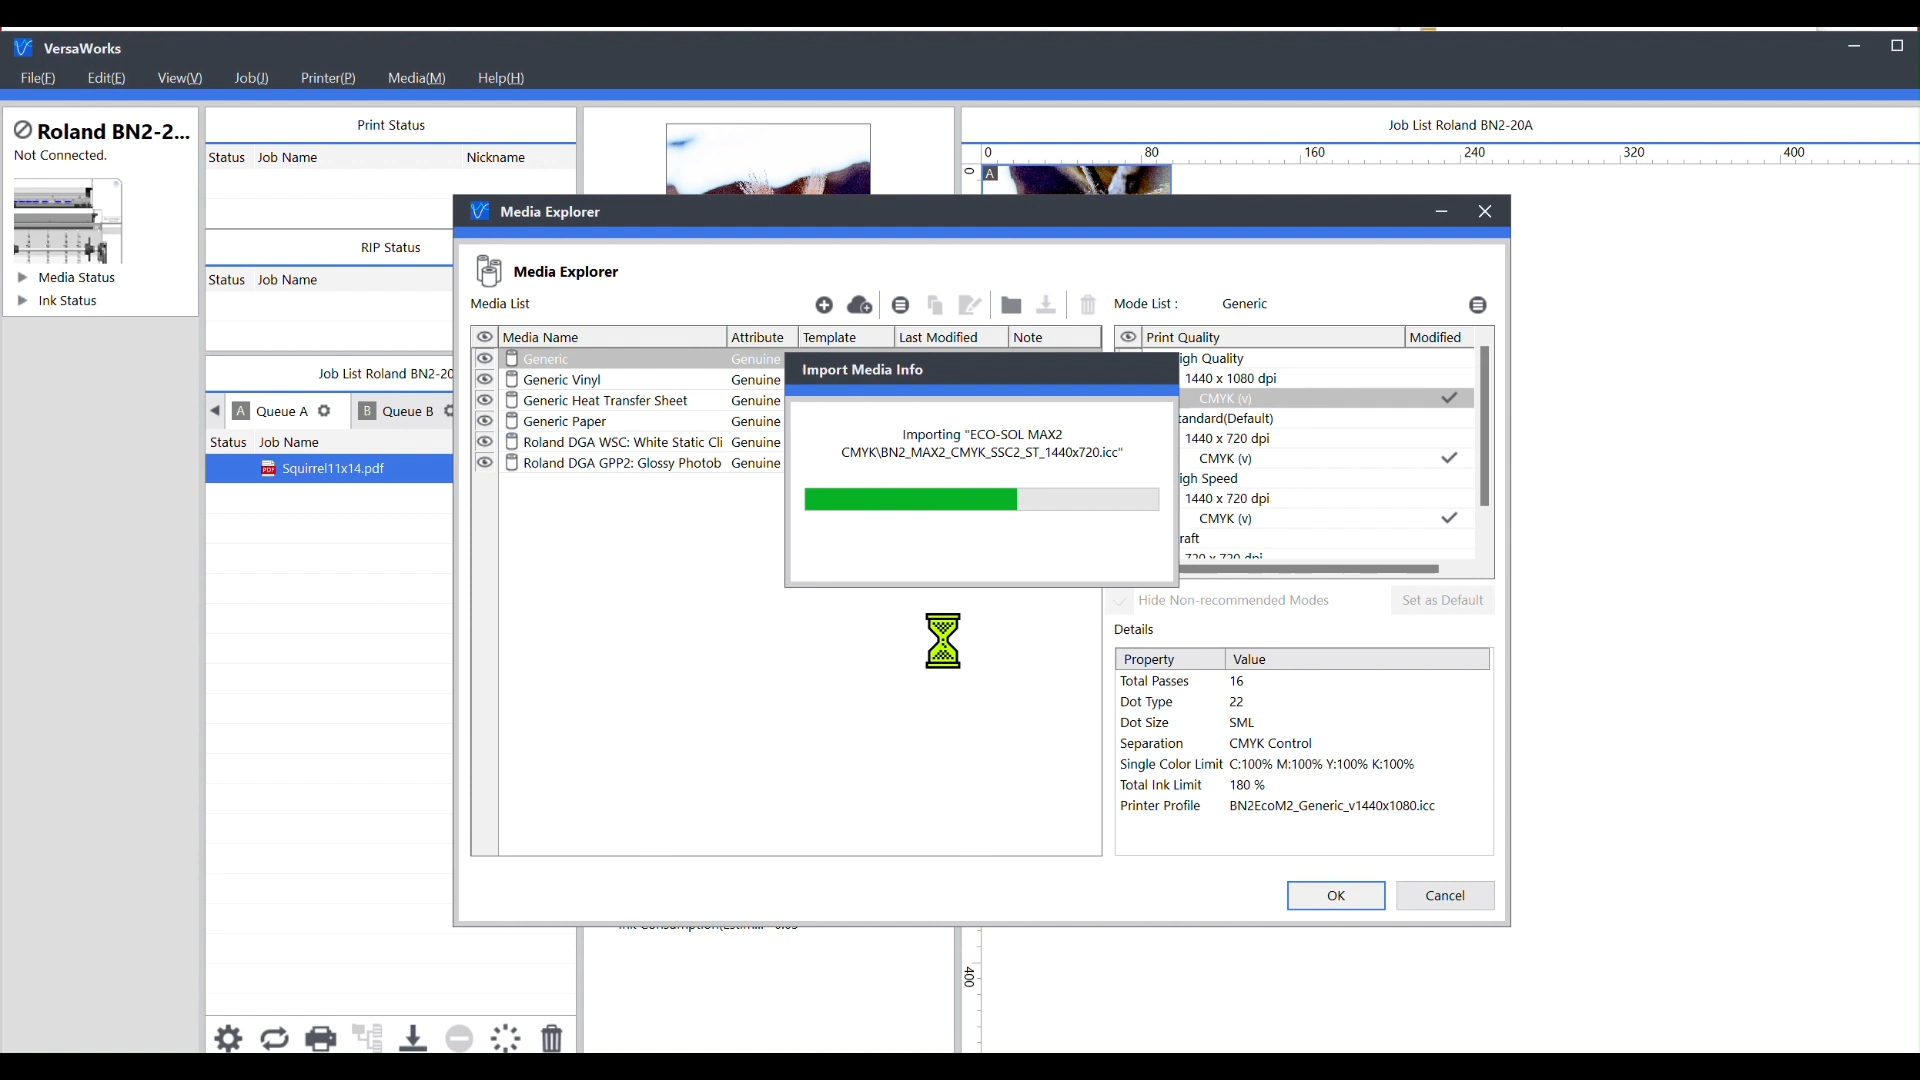 VersaWorks
File(F) Edit(E) View(V) Job(J) Printer(P) Media(M) Help(H)
Roland BN2-2...
Not Connected.
Media Status
Ink Status
Print Status
Status Job Name Nickname
RIP Status
Status Job Name
Job List Roland BN2-20
A Queue A B Queue B
Status Job Name
PDF Squirrel11x14.pdf
Job List Roland BN2-20A
0 80 160 240 320 400
0
A
400
Media Explorer
Media Explorer
Media List
Media Name Attribute Template Last Modified Note
Generic Genuine
Generic Vinyl Genuine
Generic Heat Transfer Sheet Genuine
Generic Paper Genuine
Roland DGA WSC: White Static Cli Genuine
Roland DGA GPP2: Glossy Photob Genuine
Import Media Info
Importing "ECO-SOL MAX2
CMYK\BN2_MAX2_CMYK_SSC2_ST_1440x720.icc"
Mode List : Generic
Print Quality Modified
igh Quality
1440 x 1080 dpi
CMYK (v)
tandard(Default)
1440 x 720 dpi
CMYK (v)
igh Speed
1440 x 720 dpi
CMYK (v)
raft
720 x 720 dpi
Hide Non-recommended Modes Set as Default
Details
Property Value
Total Passes 16
Dot Type 22
Dot Size SML
Separation CMYK Control
Single Color Limit C:100% M:100% Y:100% K:100%
Total Ink Limit 180 %
Printer Profile BN2EcoM2_Generic_v1440x1080.icc
OK Cancel